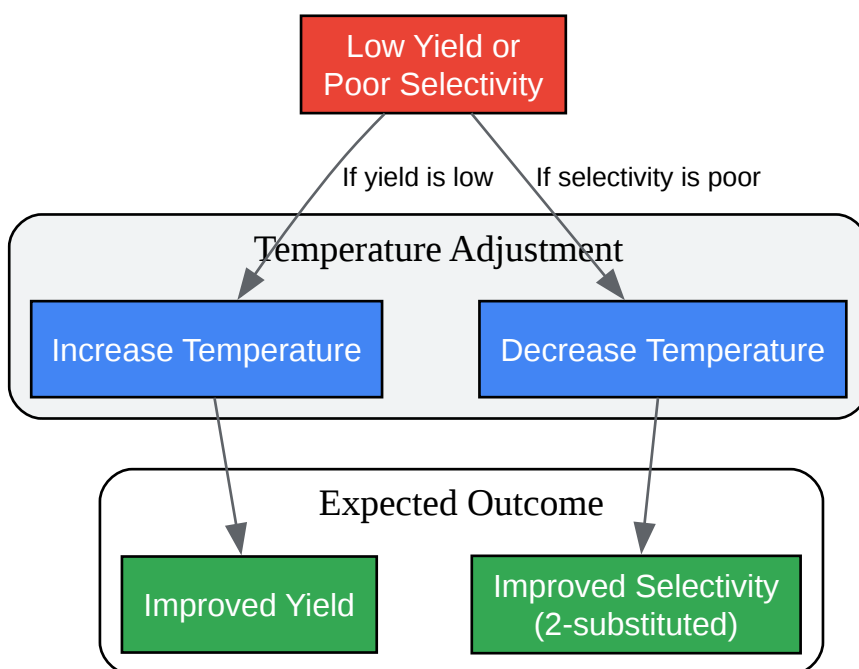 Low Yield or
Poor Selectivity
If yield is low
If selectivity is poor
Temperature Adjustment
Increase Temperature
Decrease Temperature
Expected Outcome
Improved Yield
Improved Selectivity
(2-substituted)